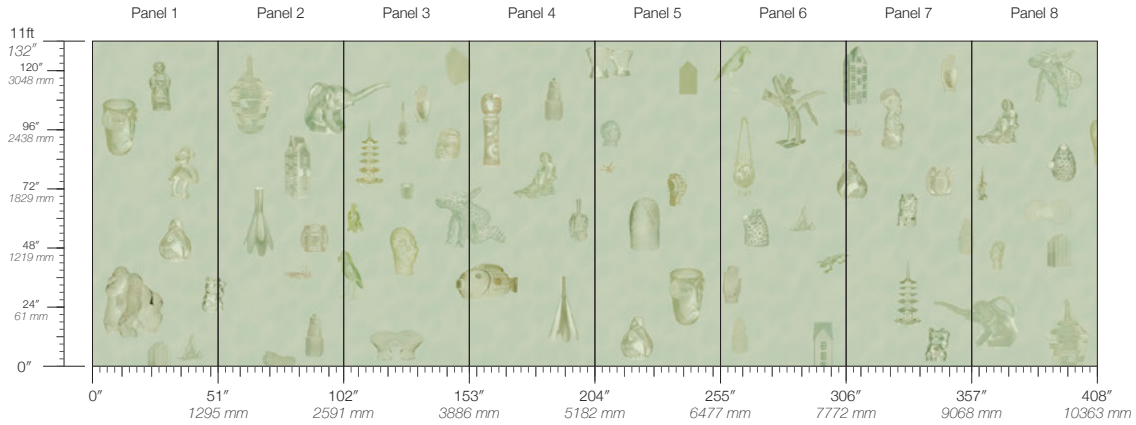 Panel 1 Panel 2 Panel 3 Panel 4 Panel 5 Panel 6 Panel 7 Panel 8
11ft
132"
120"
3048 mm
96"
2438 mm
72"
1829 mm
48"
1219 mm
24"
61 mm
0"
0" 51" 102" 153" 204" 255" 306" 357" 408"
1295 mm 2591 mm 3886 mm 5182 mm 6477 mm 7772 mm 9068 mm 10363 mm